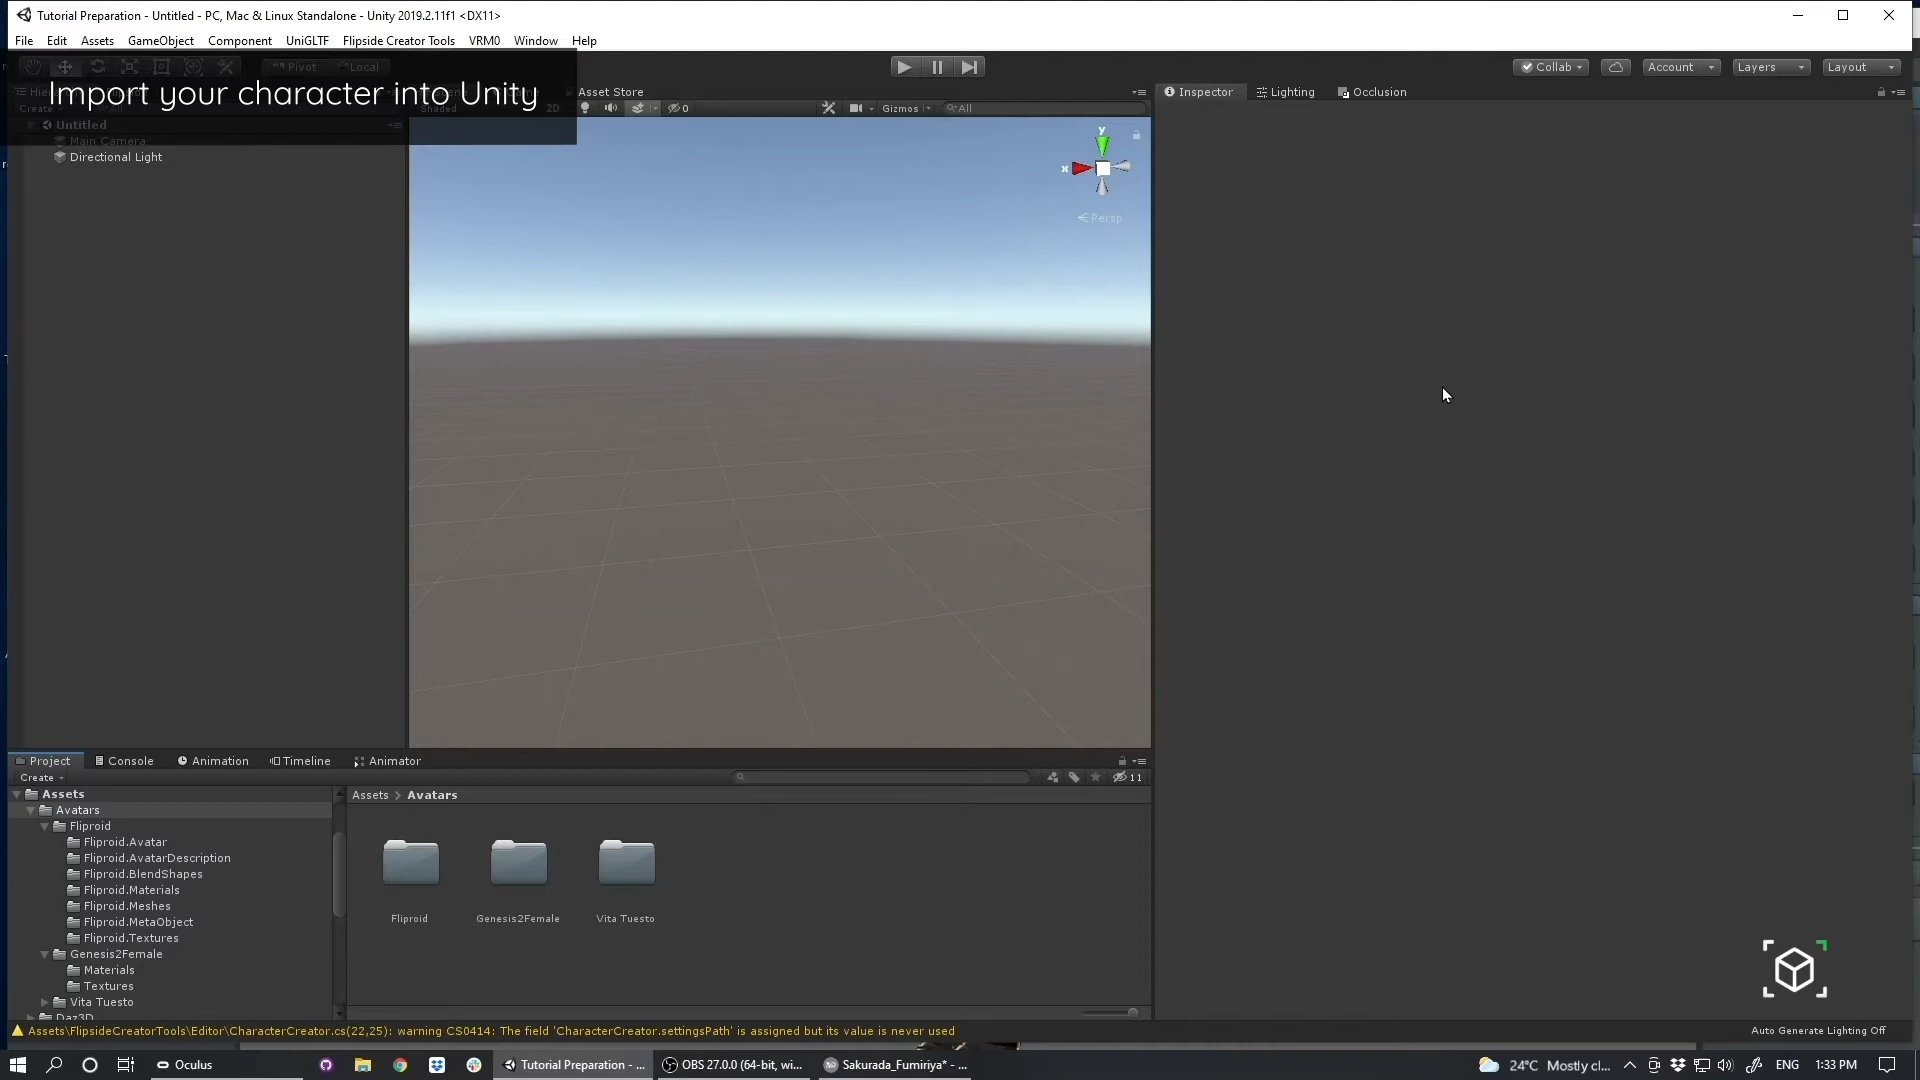 Tutorial Preparation - Untitled - PC, Mac & Linux Standalone - Unity 2019.2.11f1 <DX11>
File Edit Assets GameObject Component UniGLTF Flipside Creator Tools VRM0 Window Help
Pivot Local
Collab Account Layers Layout
Import your character into Unity
Asset Store
Inspector Lighting Occlusion
Create
Shaded 2D 0 Gizmos All
Untitled
Main Camera
Directional Light
y
x
Persp
Project Console Animation Timeline Animator
Create
11
Assets
Avatars
Fliproid
Fliproid.Avatar
Fliproid.AvatarDescription
Fliproid.BlendShapes
Fliproid.Materials
Fliproid.Meshes
Fliproid.MetaObject
Fliproid.Textures
Genesis2Female
Materials
Textures
Vita Tuesto
Daz3D
Assets > Avatars
Fliproid Genesis2Female Vita Tuesto
Assets\FlipsideCreatorTools\Editor\CharacterCreator.cs(22,25): warning CS0414: The field 'CharacterCreator.settingsPath' is assigned but its value is never used
Auto Generate Lighting Off
Oculus
Tutorial Preparation - ...
OBS 27.0.0 (64-bit, wi...
Sakurada_Fumiriya* - ...
24°C Mostly cl...
ENG
1:33 PM